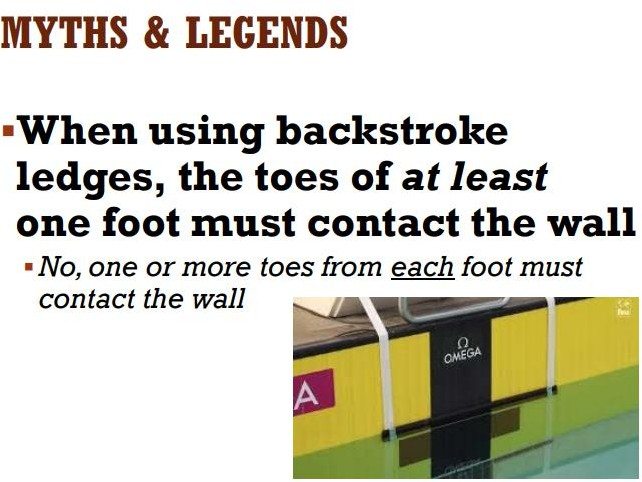 MYTHS & LEGENDS
When using backstroke
ledges, the toes of at least
one foot must contact the wall
No, one or more toes from each foot must
contact the wall
OMEGA
A